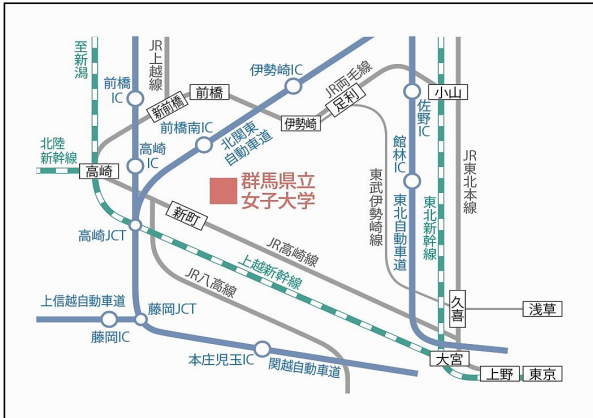 至新潟
JR上越線
前橋
IC
新前橋
前橋
伊勢崎IC
JR両毛線
足利
伊勢崎
小山
佐野IC
前橋南IC
北関東
自動車道
北陸
新幹線
高崎
高崎
IC
群馬県立
女子大学
館林IC
東武伊勢崎線
東北自動車道
東北新幹線
JR東北本線
新町
高崎JCT
JR高崎線
上越新幹線
JR八高線
久喜
浅草
上信越自動車道
藤岡JCT
藤岡IC
本庄児玉IC
関越自動車道
大宮
上野
東京